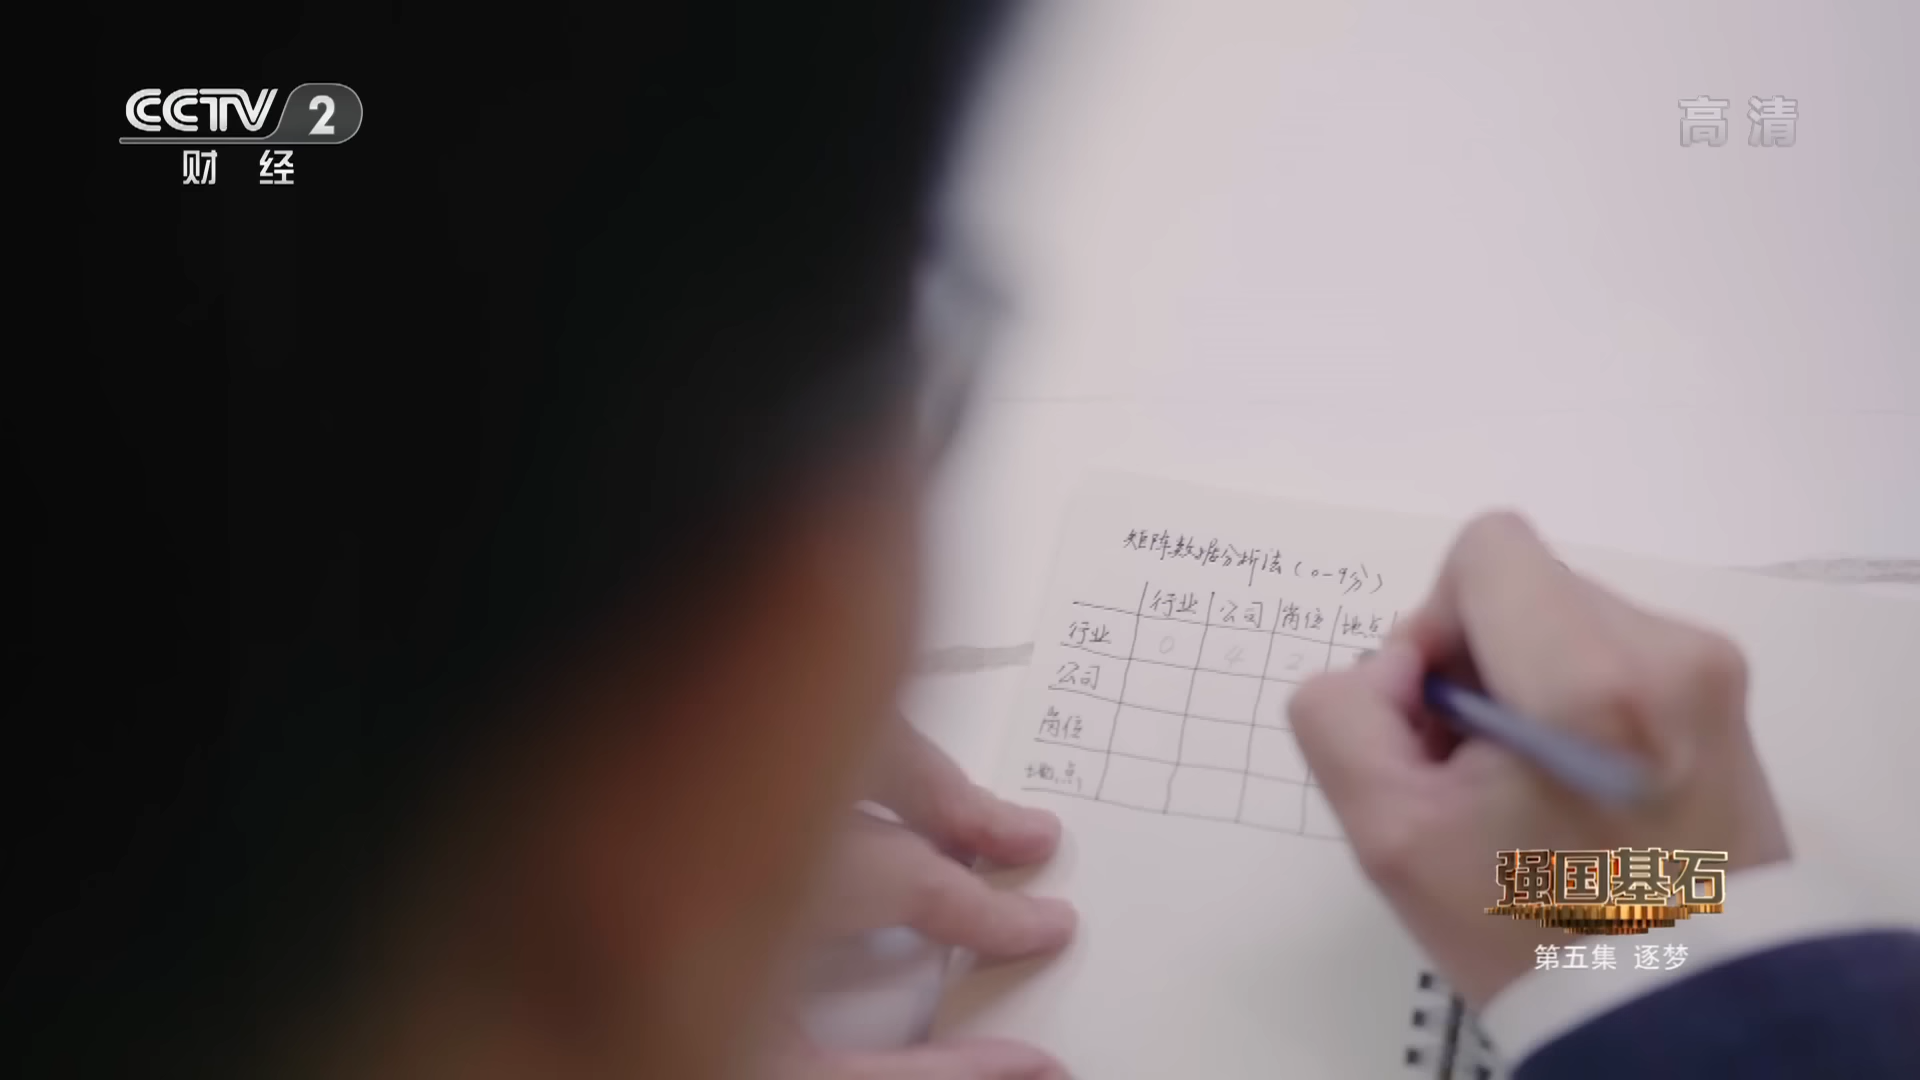 CCTV 2
财 经
高清
矩阵数据分析法(0-9分)
行业 公司 岗位 地点
行业 0 4 2
公司
岗位
地点
强国基石
第五集 逐梦